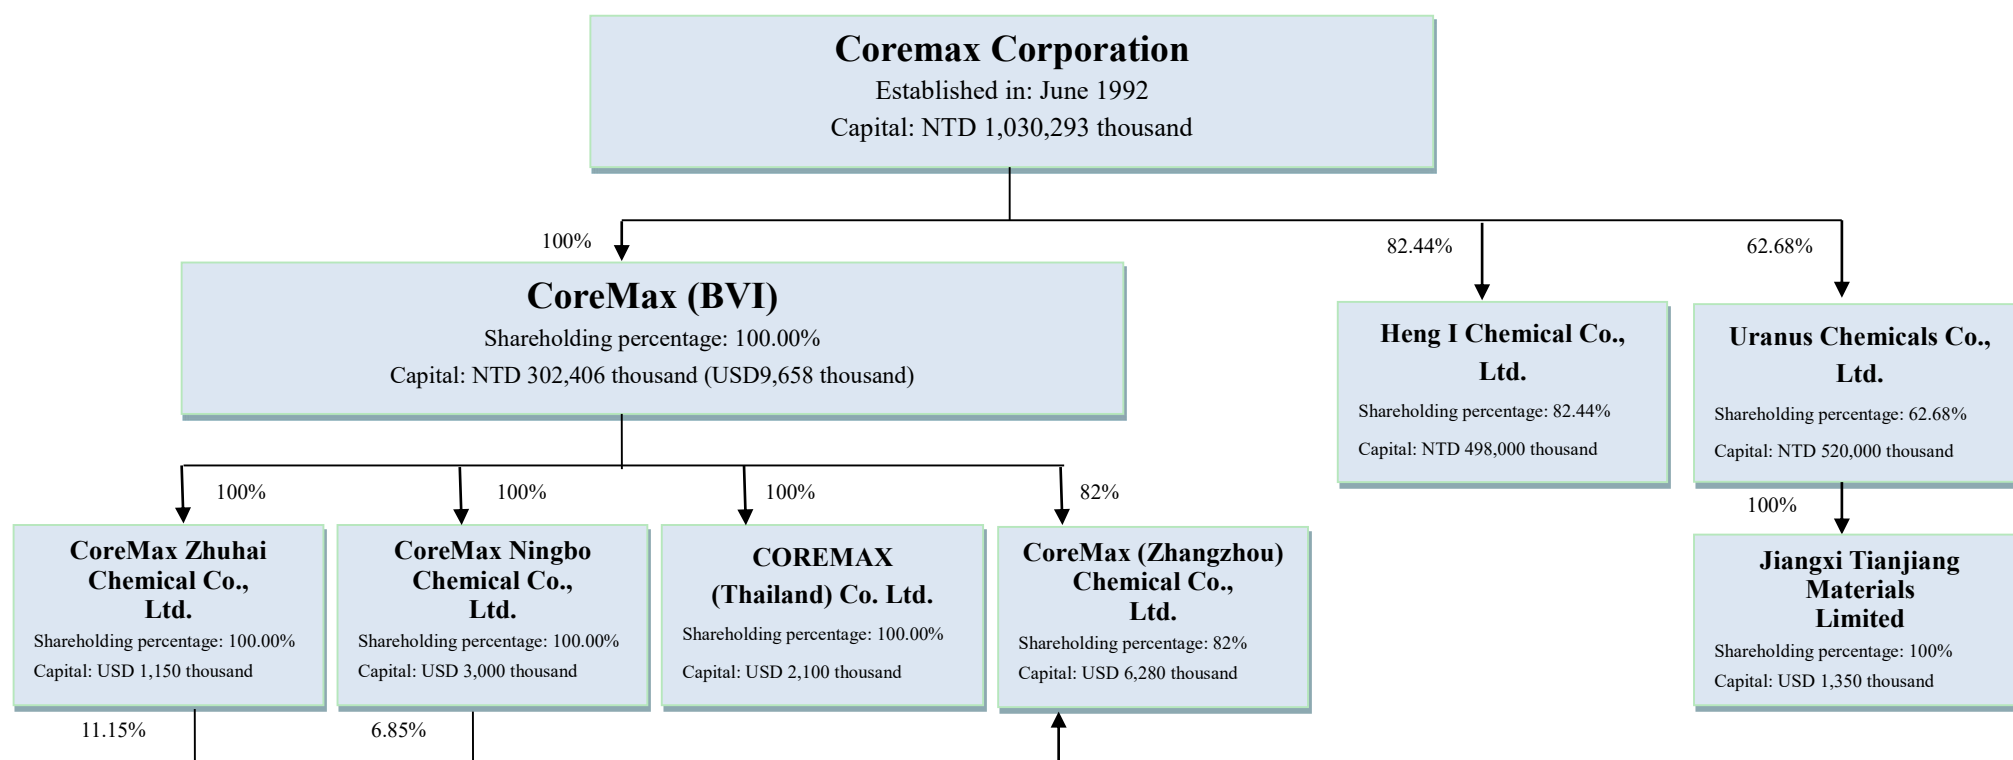 Coremax Corporation
Established in: June 1992
Capital: NTD 1,030,293 thousand
100%
82.44%
62.68%
CoreMax (BVI)
Shareholding percentage: 100.00%
Capital: NTD 302,406 thousand (USD9,658 thousand)
Heng I Chemical Co.,
Ltd.
Shareholding percentage: 82.44%
Capital: NTD 498,000 thousand
Uranus Chemicals Co.,
Ltd.
Shareholding percentage: 62.68%
Capital: NTD 520,000 thousand
100%
100%
100%
82%
100%
CoreMax Zhuhai
Chemical Co.,
Ltd.
Shareholding percentage: 100.00%
Capital: USD 1,150 thousand
CoreMax Ningbo
Chemical Co.,
Ltd.
Shareholding percentage: 100.00%
Capital: USD 3,000 thousand
COREMAX
(Thailand) Co. Ltd.
Shareholding percentage: 100.00%
Capital: USD 2,100 thousand
CoreMax (Zhangzhou)
Chemical Co.,
Ltd.
Shareholding percentage: 82%
Capital: USD 6,280 thousand
Jiangxi Tianjiang
Materials
Limited
Shareholding percentage: 100%
Capital: USD 1,350 thousand
11.15%
6.85%